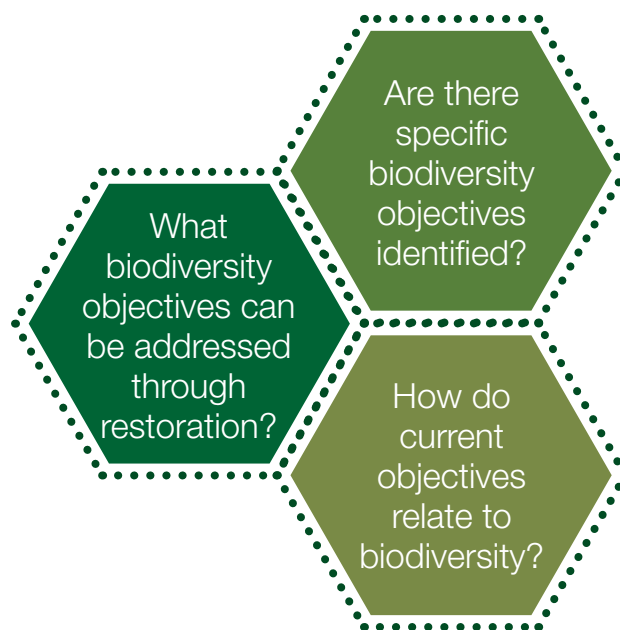 Are there
specific
biodiversity
objectives
identified?
What
biodiversity
objectives can
be addressed
through
restoration?
How do
current
objectives
relate to
biodiversity?